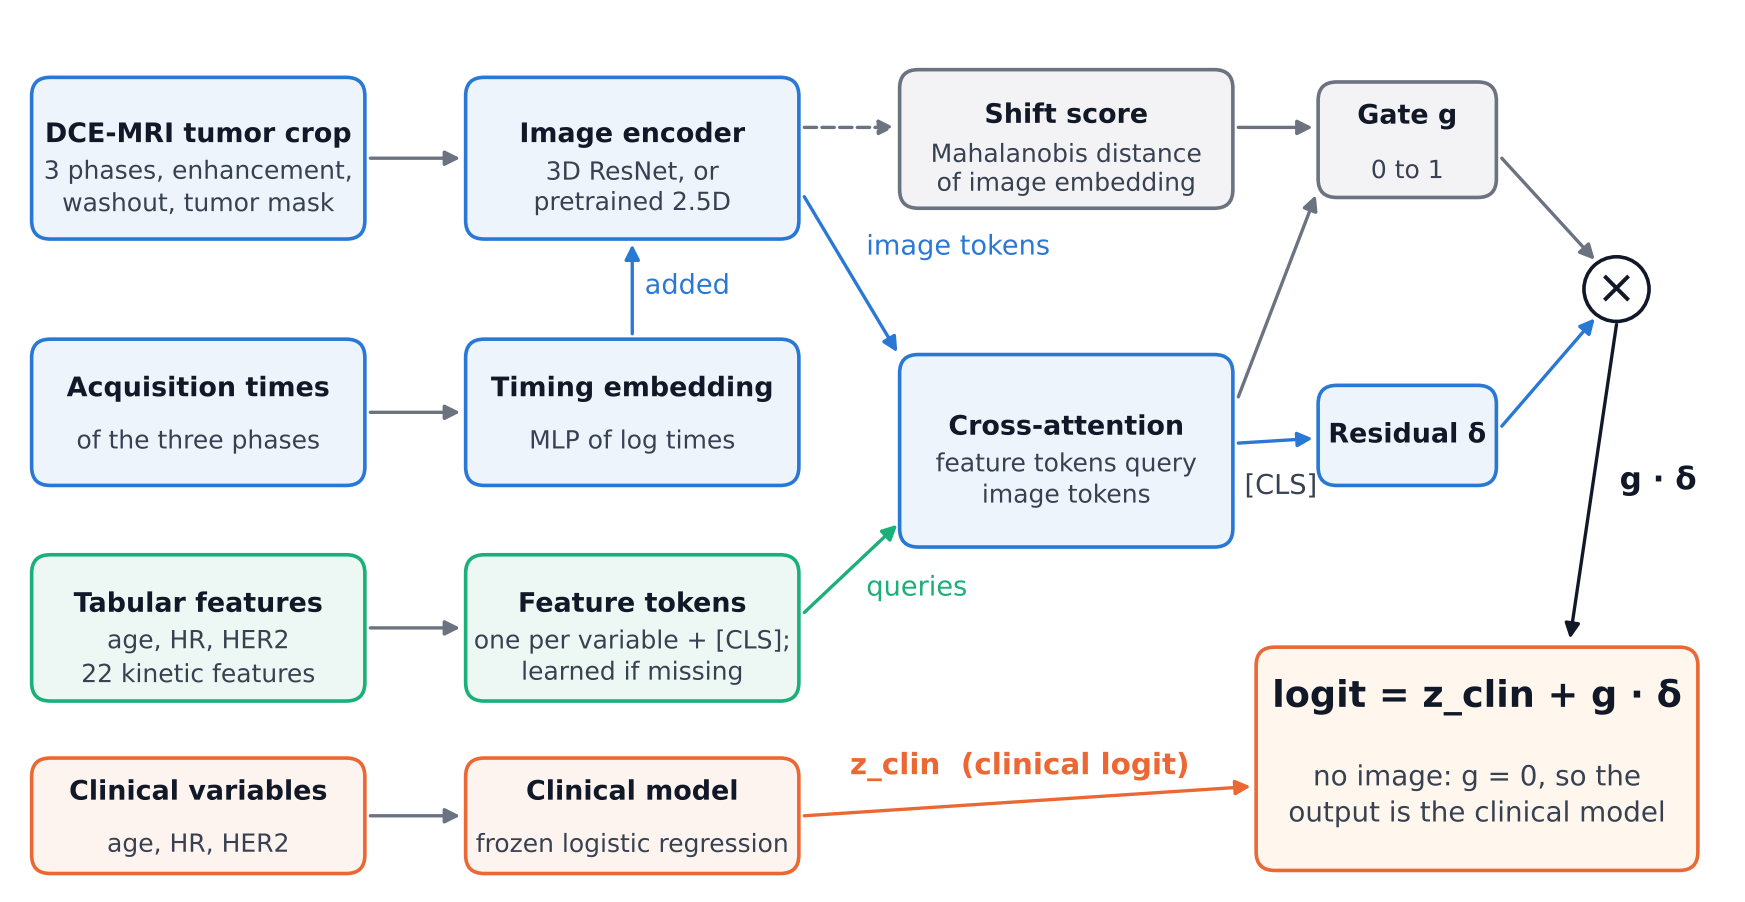 DCE-MRI tumor crop
3 phases, enhancement,
washout, tumor mask
Image encoder
3D ResNet, or
pretrained 2.5D
Shift score
Mahalanobis distance
of image embedding
Gate g
0 to 1
image tokens
added
×
Acquisition times
of the three phases
Timing embedding
MLP of log times
Cross-attention
feature tokens query
image tokens
Residual δ
[CLS]
g · δ
Tabular features
age, HR, HER2
22 kinetic features
Feature tokens
one per variable + [CLS];
learned if missing
queries
logit = z_clin + g · δ
no image: g = 0, so the
output is the clinical model
Clinical variables
age, HR, HER2
Clinical model
frozen logistic regression
z_clin (clinical logit)